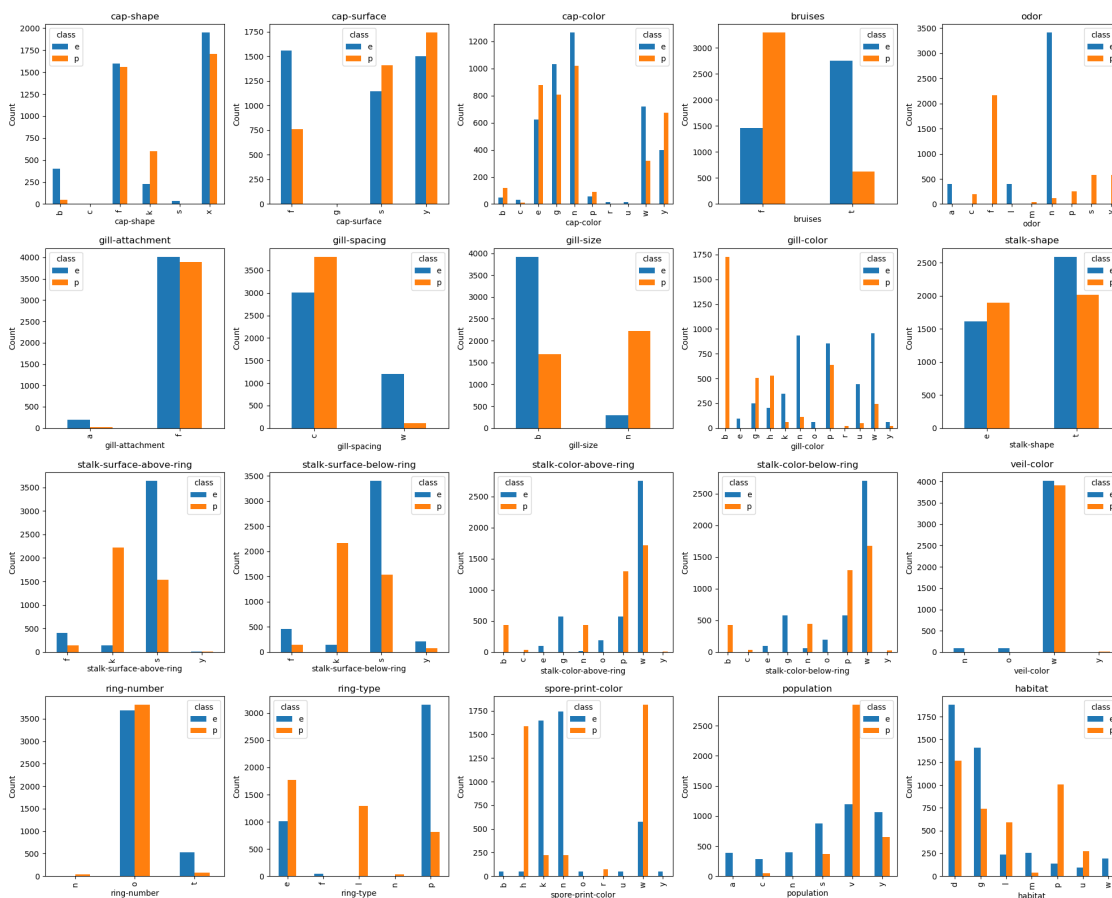 cap-shape
2000
1750
1500
1250
1000
750
500
250
0
Count
class
e
p
b c f k s x
cap-shape
cap-surface
1750
1500
1250
1000
750
500
250
0
Count
class
e
p
f g s y
cap-surface
cap-color
1200
1000
800
600
400
200
0
Count
class
e
p
b c e g n p r u w y
cap-color
bruises
3000
2500
2000
1500
1000
500
0
Count
class
e
p
f t
bruises
odor
3500
3000
2500
2000
1500
1000
500
0
Count
class
e
p
a c f l m n p s y
odor
gill-attachment
4000
3500
3000
2500
2000
1500
1000
500
0
Count
class
e
p
a f
gill-attachment
gill-spacing
3500
3000
2500
2000
1500
1000
500
0
Count
class
e
p
c w
gill-spacing
gill-size
4000
3500
3000
2500
2000
1500
1000
500
0
Count
class
e
p
b n
gill-size
gill-color
1750
1500
1250
1000
750
500
250
0
Count
class
e
p
b e g h k n o p r u w y
gill-color
stalk-shape
2500
2000
1500
1000
500
0
Count
class
e
p
e t
stalk-shape
stalk-surface-above-ring
3500
3000
2500
2000
1500
1000
500
0
Count
class
e
p
f k s y
stalk-surface-above-ring
stalk-surface-below-ring
3500
3000
2500
2000
1500
1000
500
0
Count
class
e
p
f k s y
stalk-surface-below-ring
stalk-color-above-ring
2500
2000
1500
1000
500
0
Count
class
e
p
b c e g n o p w y
stalk-color-above-ring
stalk-color-below-ring
2500
2000
1500
1000
500
0
Count
class
e
p
b c e g n o p w y
stalk-color-below-ring
veil-color
4000
3500
3000
2500
2000
1500
1000
500
0
Count
class
e
p
n o w y
veil-color
ring-number
3500
3000
2500
2000
1500
1000
500
0
Count
class
e
p
n o t
ring-number
ring-type
3000
2500
2000
1500
1000
500
0
Count
class
e
p
e f l n p
ring-type
spore-print-color
1750
1500
1250
1000
750
500
250
0
Count
class
e
p
b h k n o r u w y
spore-print-color
population
2500
2000
1500
1000
500
0
Count
class
e
p
a c n s v y
population
habitat
1750
1500
1250
1000
750
500
250
0
Count
class
e
p
d g l m p u w
habitat